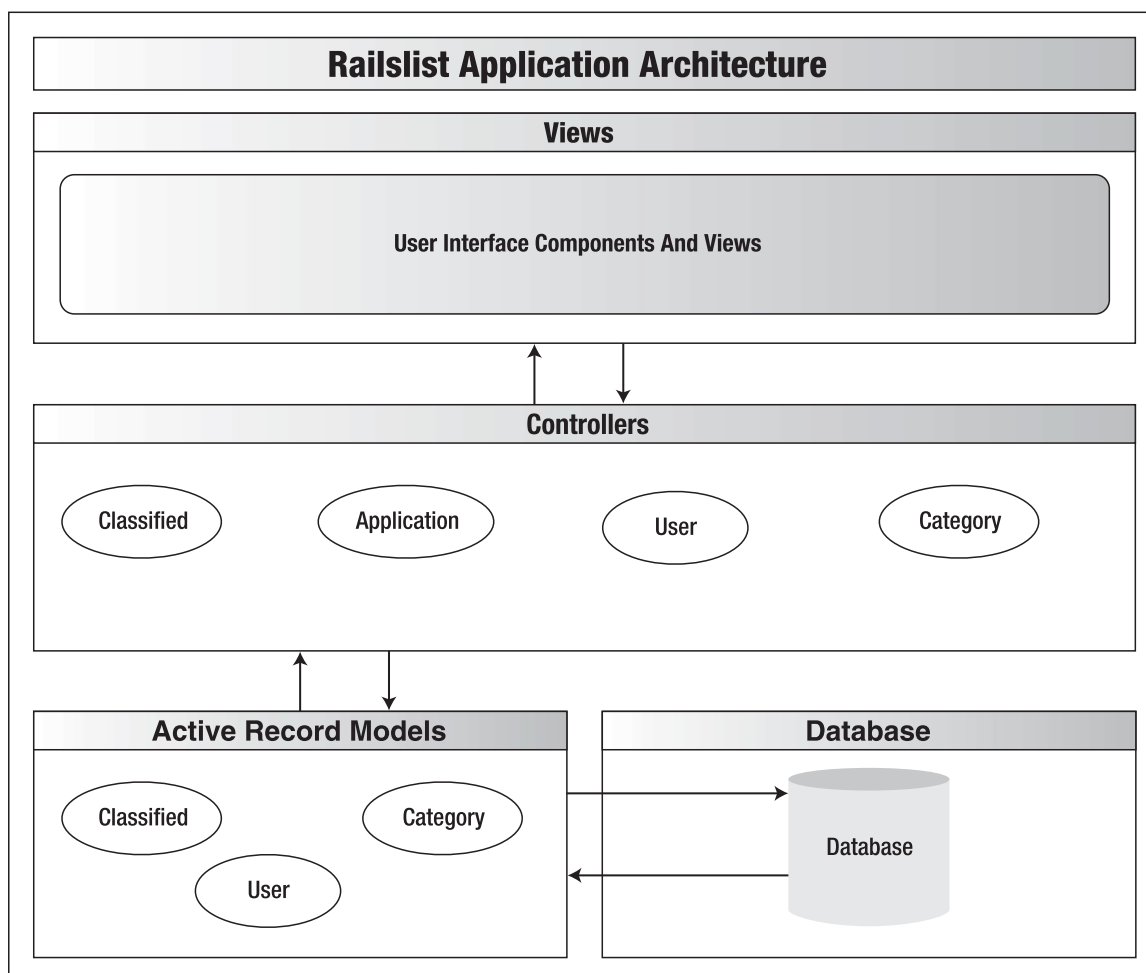 Railslist Application Architecture
Views
User Interface Components And Views
Controllers
Classified
Application
User
Category
Active Record Models
Classified
Category
User
Database
Database